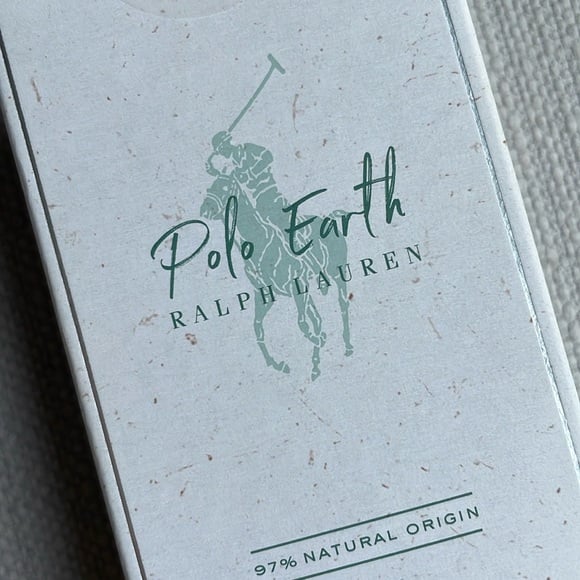 Polo Earth
RALPH LAUREN
97% NATURAL ORIGIN